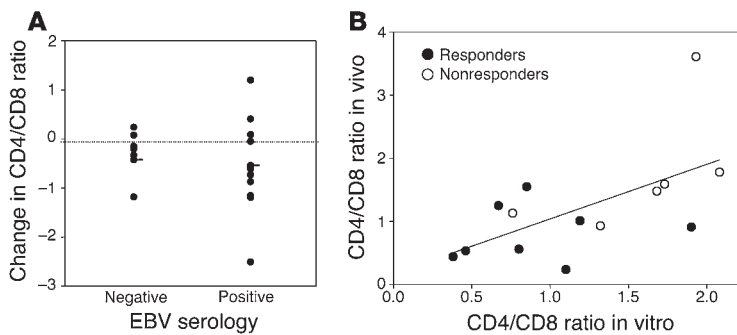 A
Change in CD4/CD8 ratio
2
1
0
−1
−2
−3
Negative
Positive
EBV serology
B
CD4/CD8 ratio in vivo
4
3
2
1
0
Responders
Nonresponders
0.0
0.5
1.0
1.5
2.0
CD4/CD8 ratio in vitro